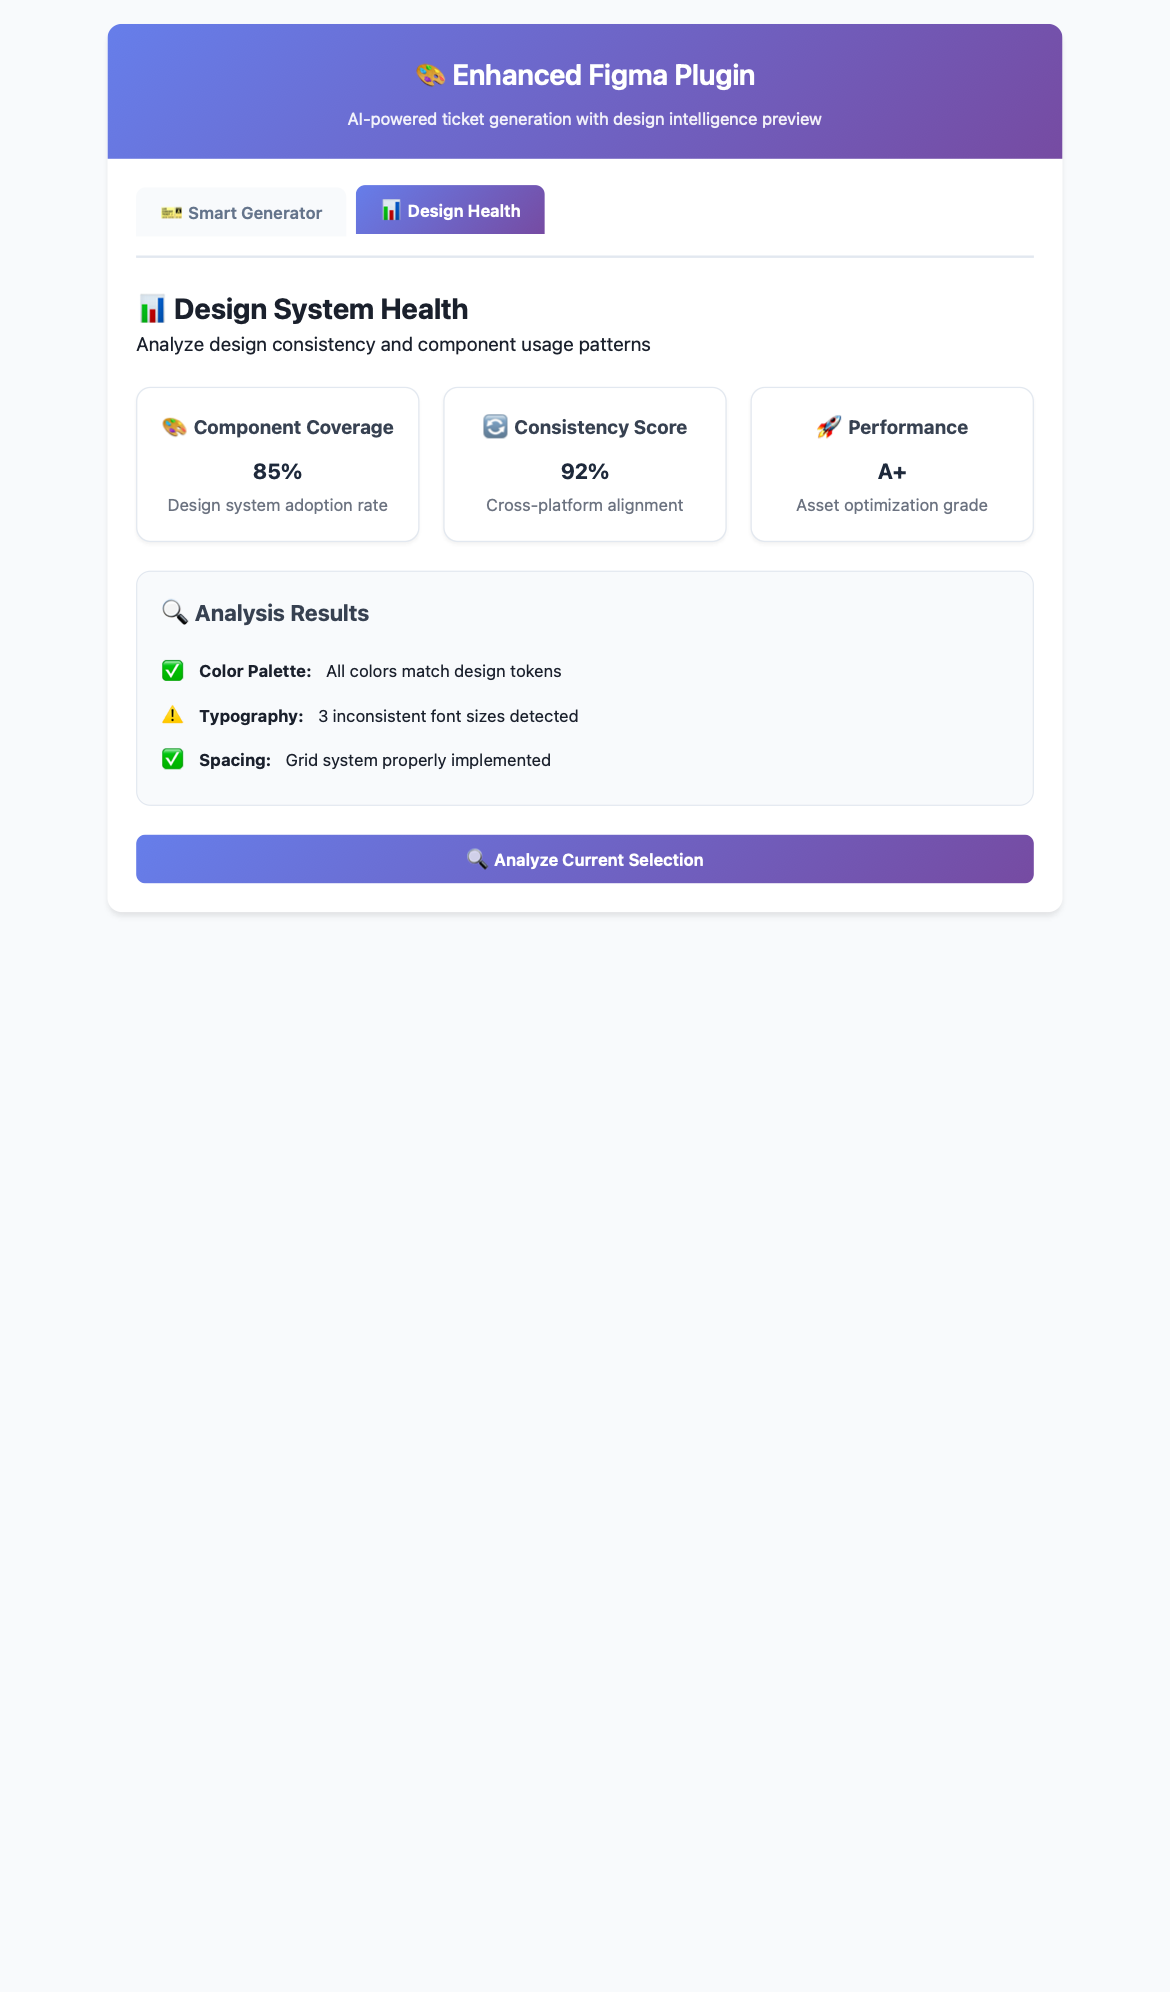 🎨 Enhanced Figma Plugin
AI-powered ticket generation with design intelligence preview
🎫 Smart Generator
📊 Design Health
📊 Design System Health
Analyze design consistency and component usage patterns
🎨 Component Coverage
85%
Design system adoption rate
🔄 Consistency Score
92%
Cross-platform alignment
🚀 Performance
A+
Asset optimization grade
🔍 Analysis Results
✅ Color Palette: All colors match design tokens
⚠️ Typography: 3 inconsistent font sizes detected
✅ Spacing: Grid system properly implemented
🔍 Analyze Current Selection